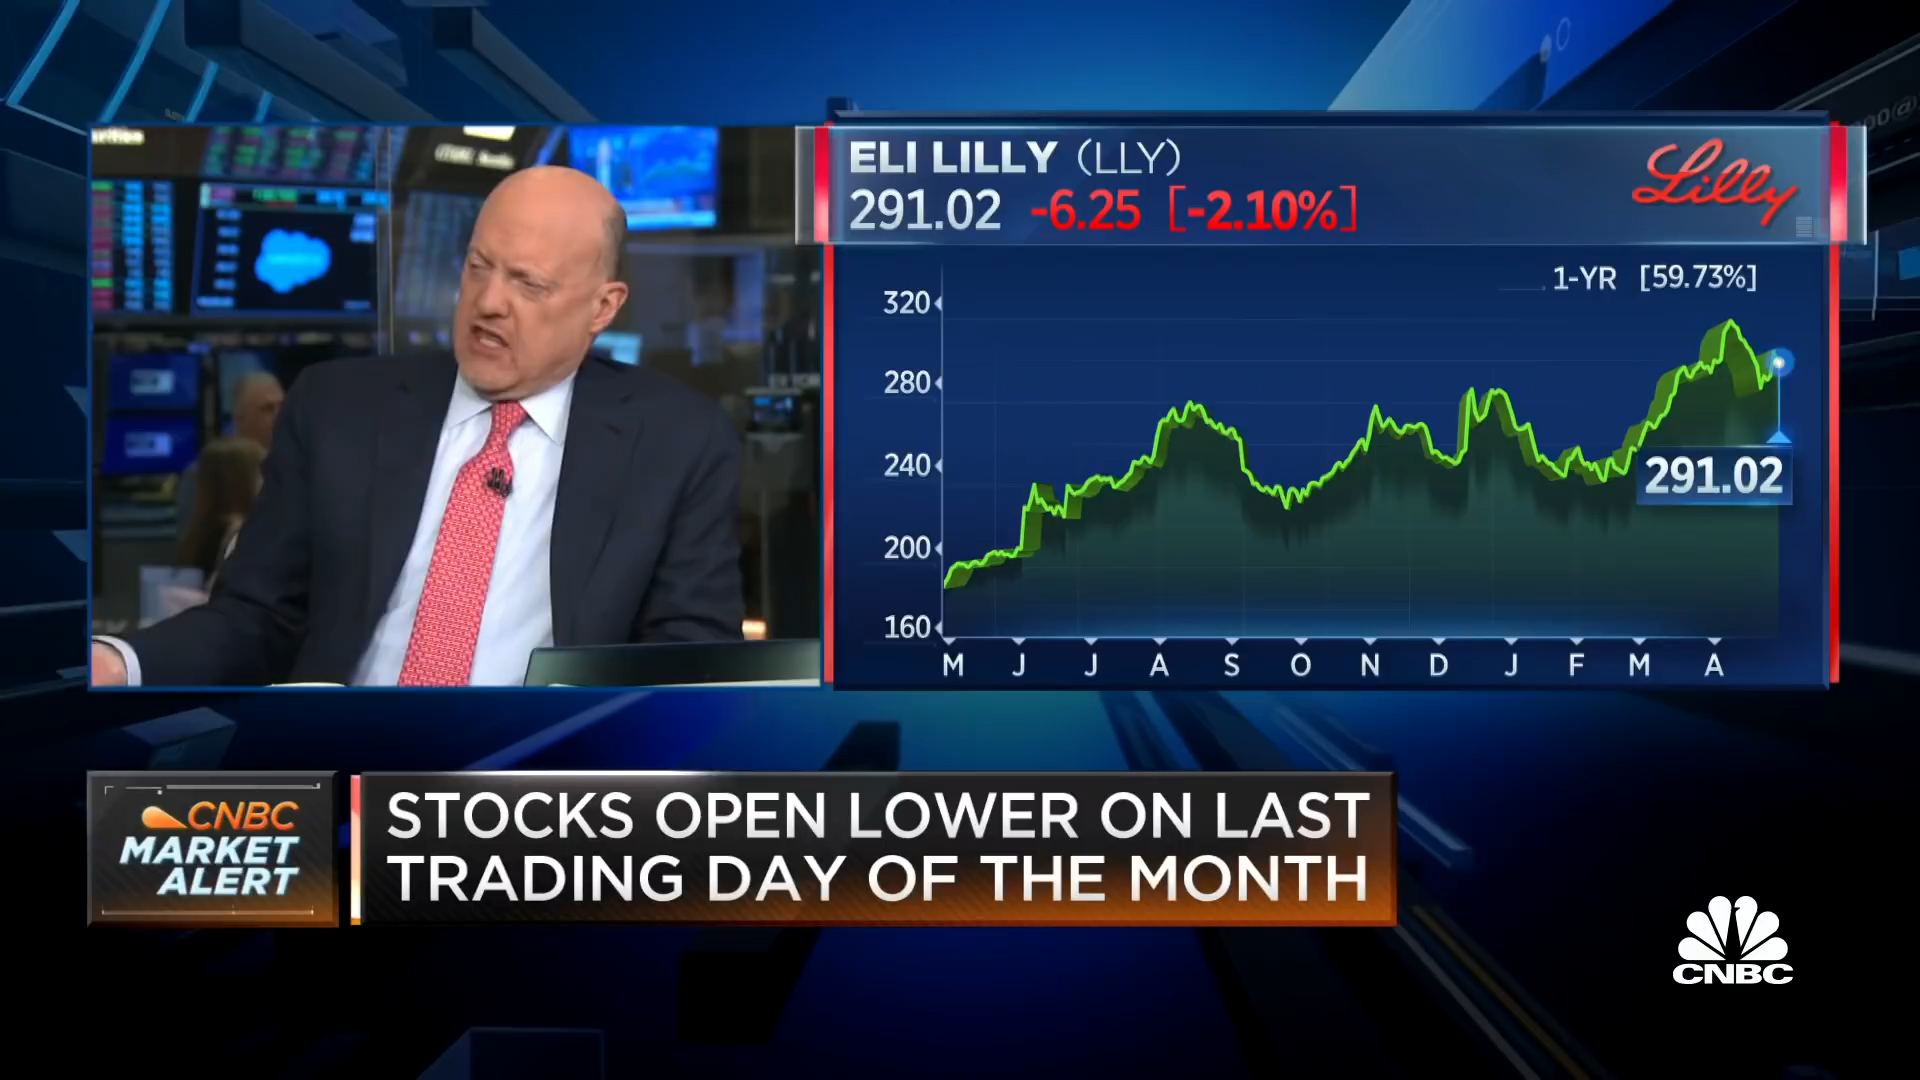 ELI LILLY (LLY)
291.02 -6.25 [-2.10%]
Lilly
1-YR [59.73%]
320
280
240
200
160
291.02
M J J A S O N D J F M A
CNBC
MARKET
ALERT
STOCKS OPEN LOWER ON LAST
TRADING DAY OF THE MONTH
CNBC